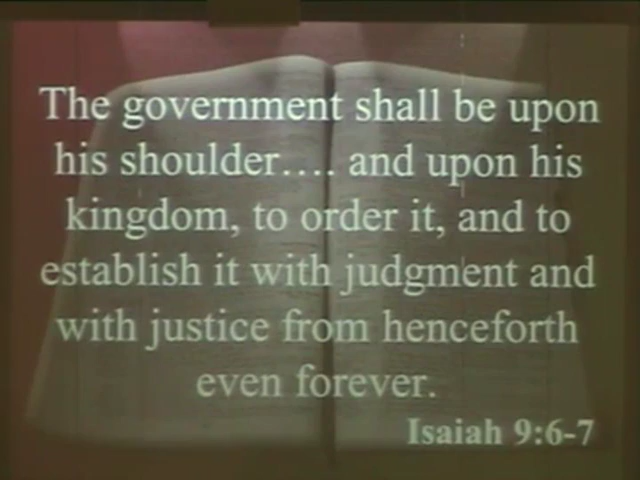 The government shall be upon
his shoulder.... and upon his
kingdom, to order it, and to
establish it with judgment and
with justice from henceforth
even forever.
Isaiah 9:6-7